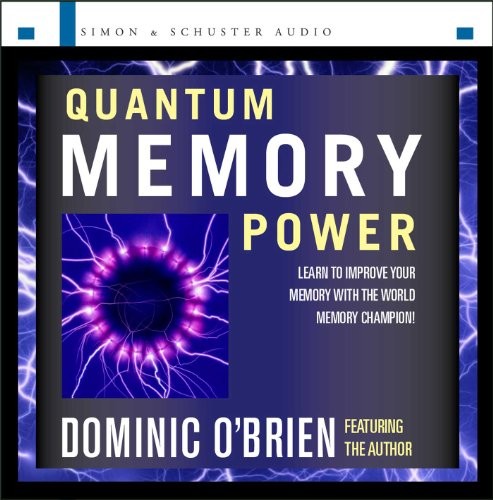 SIMON & SCHUSTER AUDIO
QUANTUM
MEMORY
POWER
LEARN TO IMPROVE YOUR
MEMORY WITH THE WORLD
MEMORY CHAMPION!
DOMINIC O'BRIEN
FEATURING
THE AUTHOR